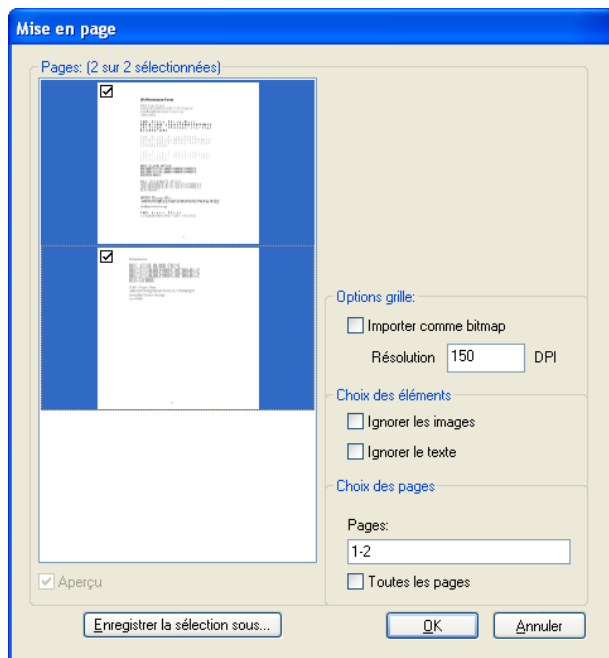 Mise en page
Pages: (2 sur 2 sélectionnées)
Options grille:
Importer comme bitmap
Résolution 150 DPI
Choix des éléments
Ignorer les images
Ignorer le texte
Choix des pages
Pages:
1-2
Aperçu
Toutes les pages
Enregistrer la sélection sous...
OK
Annuler